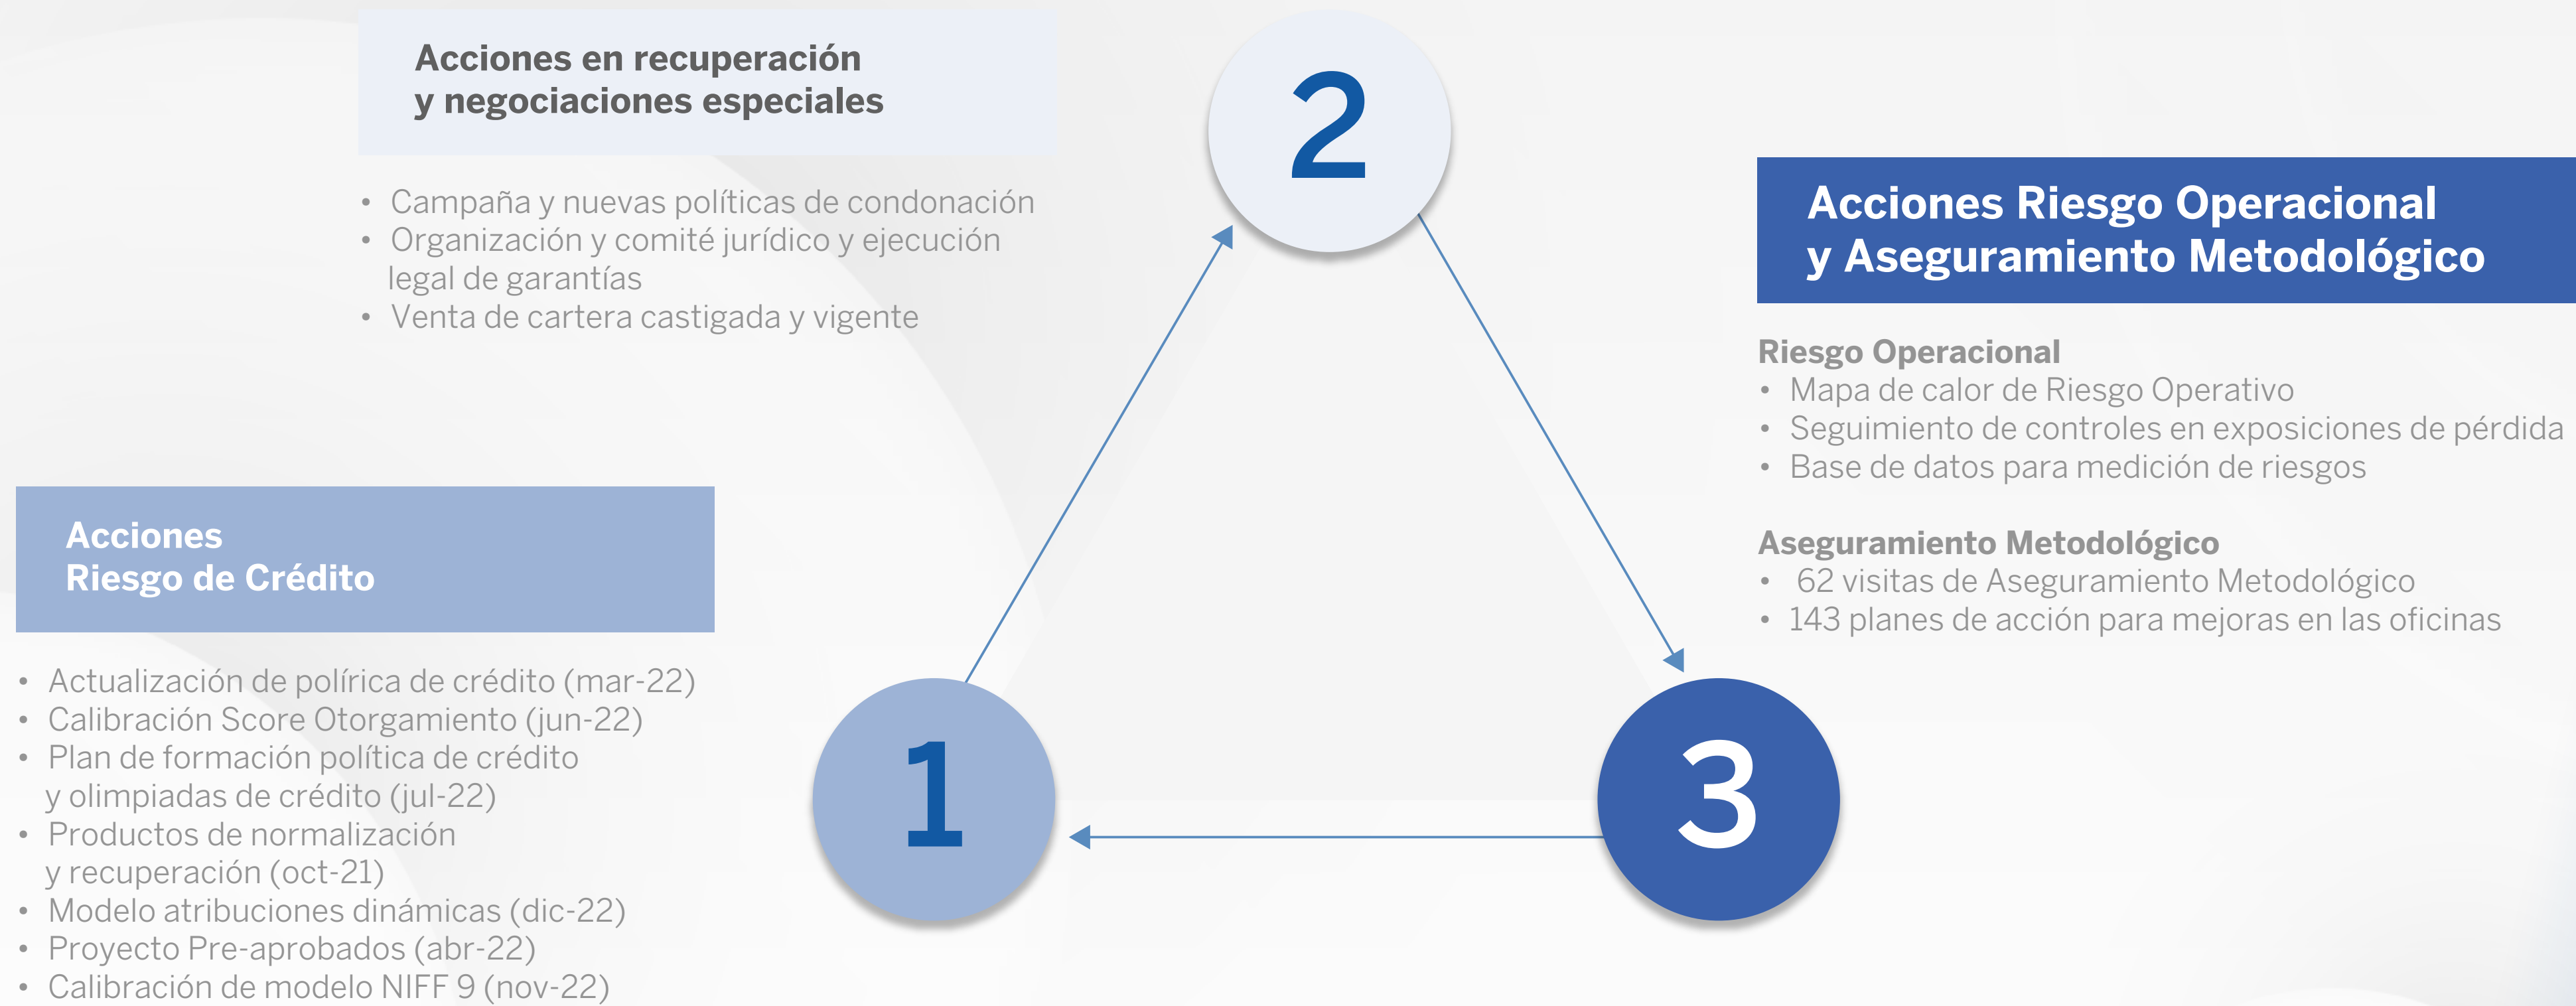 Acciones en recuperación
y negociaciones especiales
• Campaña y nuevas políticas de condonación
• Organización y comité jurídico y ejecución
legal de garantías
• Venta de cartera castigada y vigente
2
Acciones Riesgo Operacional
y Aseguramiento Metodológico
Riesgo Operacional
• Mapa de calor de Riesgo Operativo
• Seguimiento de controles en exposiciones de pérdida
• Base de datos para medición de riesgos
Aseguramiento Metodológico
• 62 visitas de Aseguramiento Metodológico
• 143 planes de acción para mejoras en las oficinas
Acciones
Riesgo de Crédito
• Actualización de polírica de crédito (mar-22)
• Calibración Score Otorgamiento (jun-22)
• Plan de formación política de crédito
y olimpiadas de crédito (jul-22)
• Productos de normalización
y recuperación (oct-21)
• Modelo atribuciones dinámicas (dic-22)
• Proyecto Pre-aprobados (abr-22)
• Calibración de modelo NIFF 9 (nov-22)
1
3